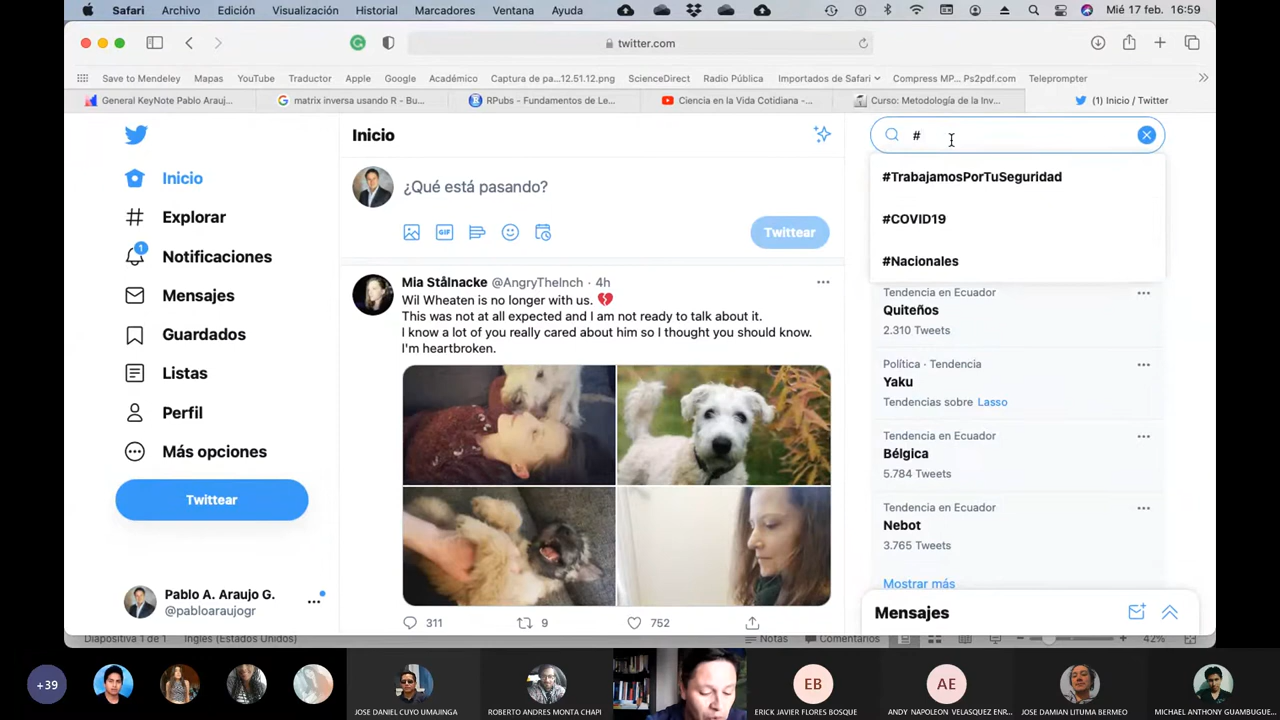 Safari Archivo Edición Visualización Historial Marcadores Ventana Ayuda Mié 17 feb. 16:59
twitter.com
Save to Mendeley Mapas YouTube Traductor Apple Google Académico Captura de pa...12.51.12.png ScienceDirect Radio Pública Importados de Safari Compress MP... Ps2pdf.com Teleprompter
General KeyNote Pablo Arauj... matrix inversa usando R - Bu... RPubs - Fundamentos de Le... Ciencia en la Vida Cotidiana -... Curso: Metodología de la Inv... (1) Inicio / Twitter
Inicio
Explorar
1
Notificaciones
Mensajes
Guardados
Listas
Perfil
Más opciones
Twittear
Pablo A. Araujo G.
@pabloaraujogr
Inicio
¿Qué está pasando?
GIF
Twittear
Mia Stålnacke @AngryTheInch · 4h
Wil Wheaten is no longer with us. 💔
This was not at all expected and I am not ready to talk about it.
I know a lot of you really cared about him so I thought you should know.
I'm heartbroken.
311 9 752
#
#TrabajamosPorTuSeguridad
#COVID19
#Nacionales
Tendencia en Ecuador
Quiteños
2.310 Tweets
Política · Tendencia
Yaku
Tendencias sobre Lasso
Tendencia en Ecuador
Bélgica
5.784 Tweets
Tendencia en Ecuador
Nebot
3.765 Tweets
Mostrar más
Mensajes
Diapositiva 1 de 1 Inglés (Estados Unidos) Notas Comentarios 42%
+39 EB AE
JOSE DANIEL CUYO UMAJINGA ROBERTO ANDRES MONTA CHAPI ERICK JAVIER FLORES BOSQUE ANDY NAPOLEON VELASQUEZ ENR... JOSE DAMIAN LITUMA BERMEO MICHAEL ANTHONY GUAMBUGUE...